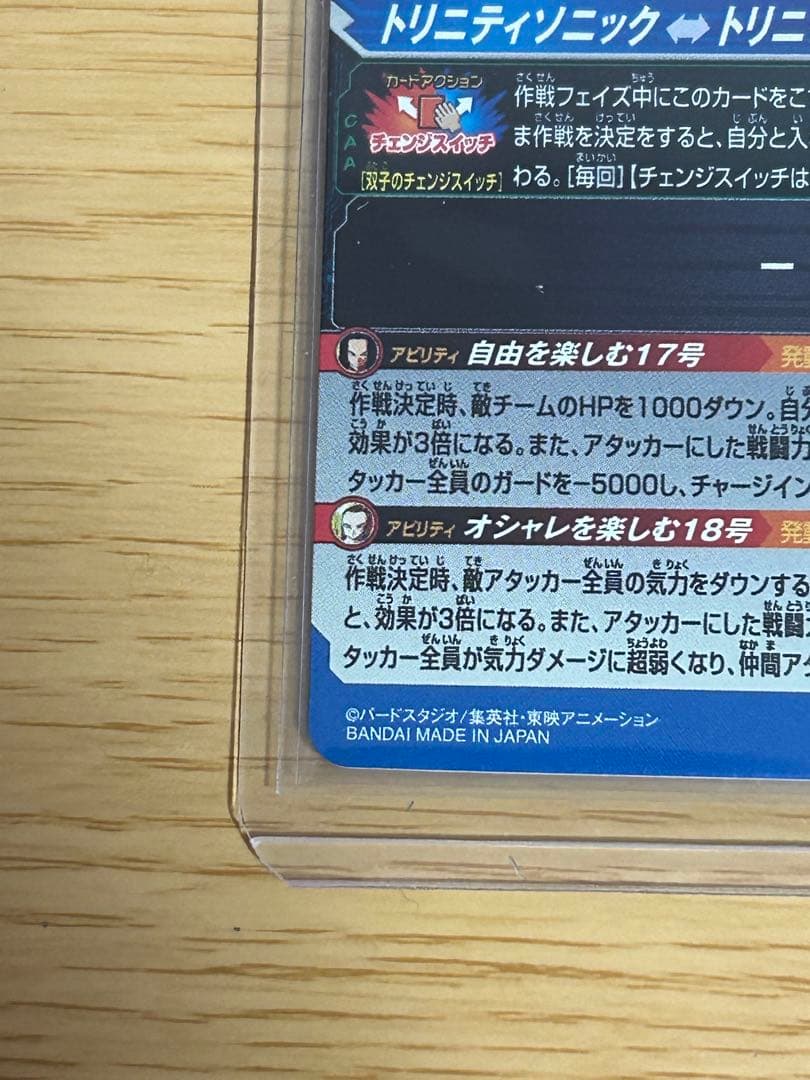 トリニティソニック⇔トリニ
カードアクション
チェンジスイッチ
[双子のチェンジスイッチ]
CAA
作戦フェイズ中にこのカードをこ
ま作戦を決定をすると、自分と入
わる。[毎回]【チェンジスイッチは
ー
アビリティ 自由を楽しむ17号 発動
作戦決定時、敵チームのHPを1000ダウン。自分
効果が3倍になる。また、アタッカーにした戦闘力
タッカー全員のガードを−5000し、チャージイン
アビリティ オシャレを楽しむ18号 発動
作戦決定時、敵アタッカー全員の気力をダウンする
と、効果が3倍になる。また、アタッカーにした戦闘
タッカー全員が気力ダメージに超弱くなり、仲間ア
©バードスタジオ/集英社・東映アニメーション
BANDAI MADE IN JAPAN